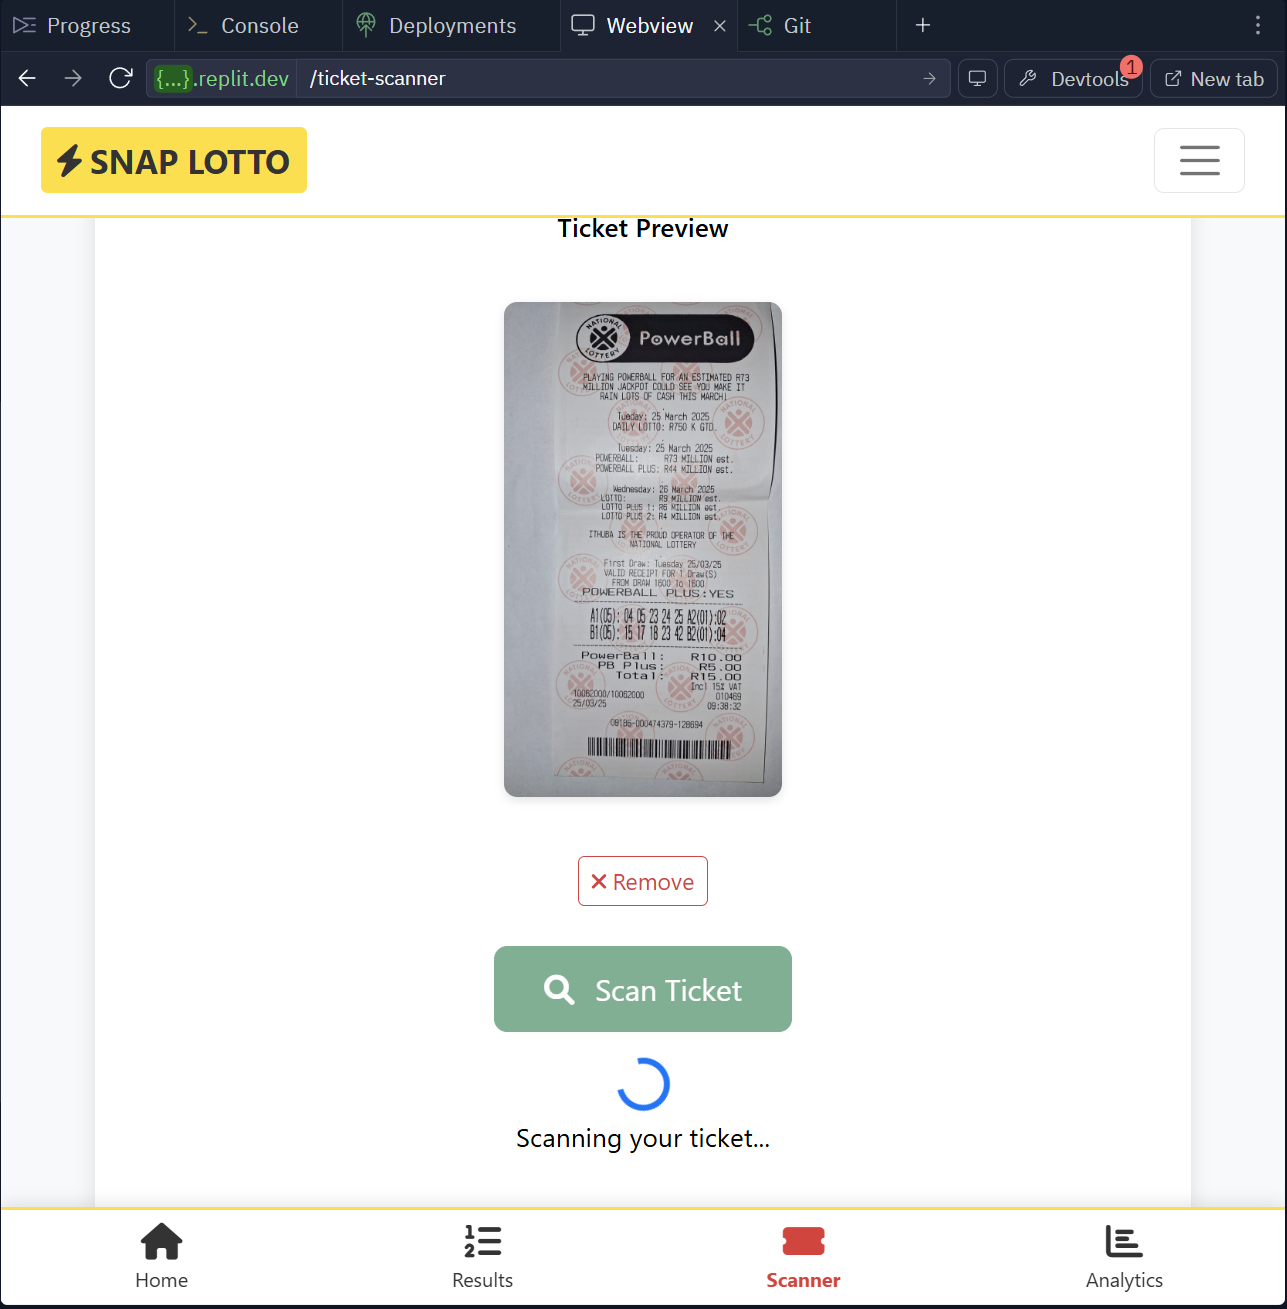 Progress
Console
Deployments
Webview
Git
{...}.replit.dev
/ticket-scanner
Devtools
1
New tab
SNAP LOTTO
Ticket Preview
NATIONAL LOTTERY
PowerBall
PLAYING POWERBALL FOR AN ESTIMATED R73
MILLION JACKPOT COULD SEE YOU MAKE IT
RAIN LOTS OF CASH THIS MARCH!
Tuesday: 25 March 2025
DAILY LOTTO: R750 K GTD.
Tuesday: 25 March 2025
POWERBALL: R73 MILLION est.
POWERBALL PLUS: R44 MILLION est.
Wednesday: 26 March 2025
LOTTO: R9 MILLION est.
LOTTO PLUS 1: R6 MILLION est.
LOTTO PLUS 2: R4 MILLION est.
ITHUBA IS THE PROUD OPERATOR OF THE
NATIONAL LOTTERY
First Draw: Tuesday 25/03/25
VALID RECEIPT FOR 1 Draw(S)
FROM DRAW 1600 To 1600
POWERBALL PLUS:YES
A1(05): 04 05 23 24 25 A2(01):02
B1(05): 15 17 18 23 42 B2(01):04
PowerBall: R10.00
PB Plus: R5.00
Total: R15.00
Incl 15% VAT
10062000/10062000 010469
25/03/25 09:38:32
09186-000474379-128694
Remove
Scan Ticket
Scanning your ticket...
Home
Results
Scanner
Analytics